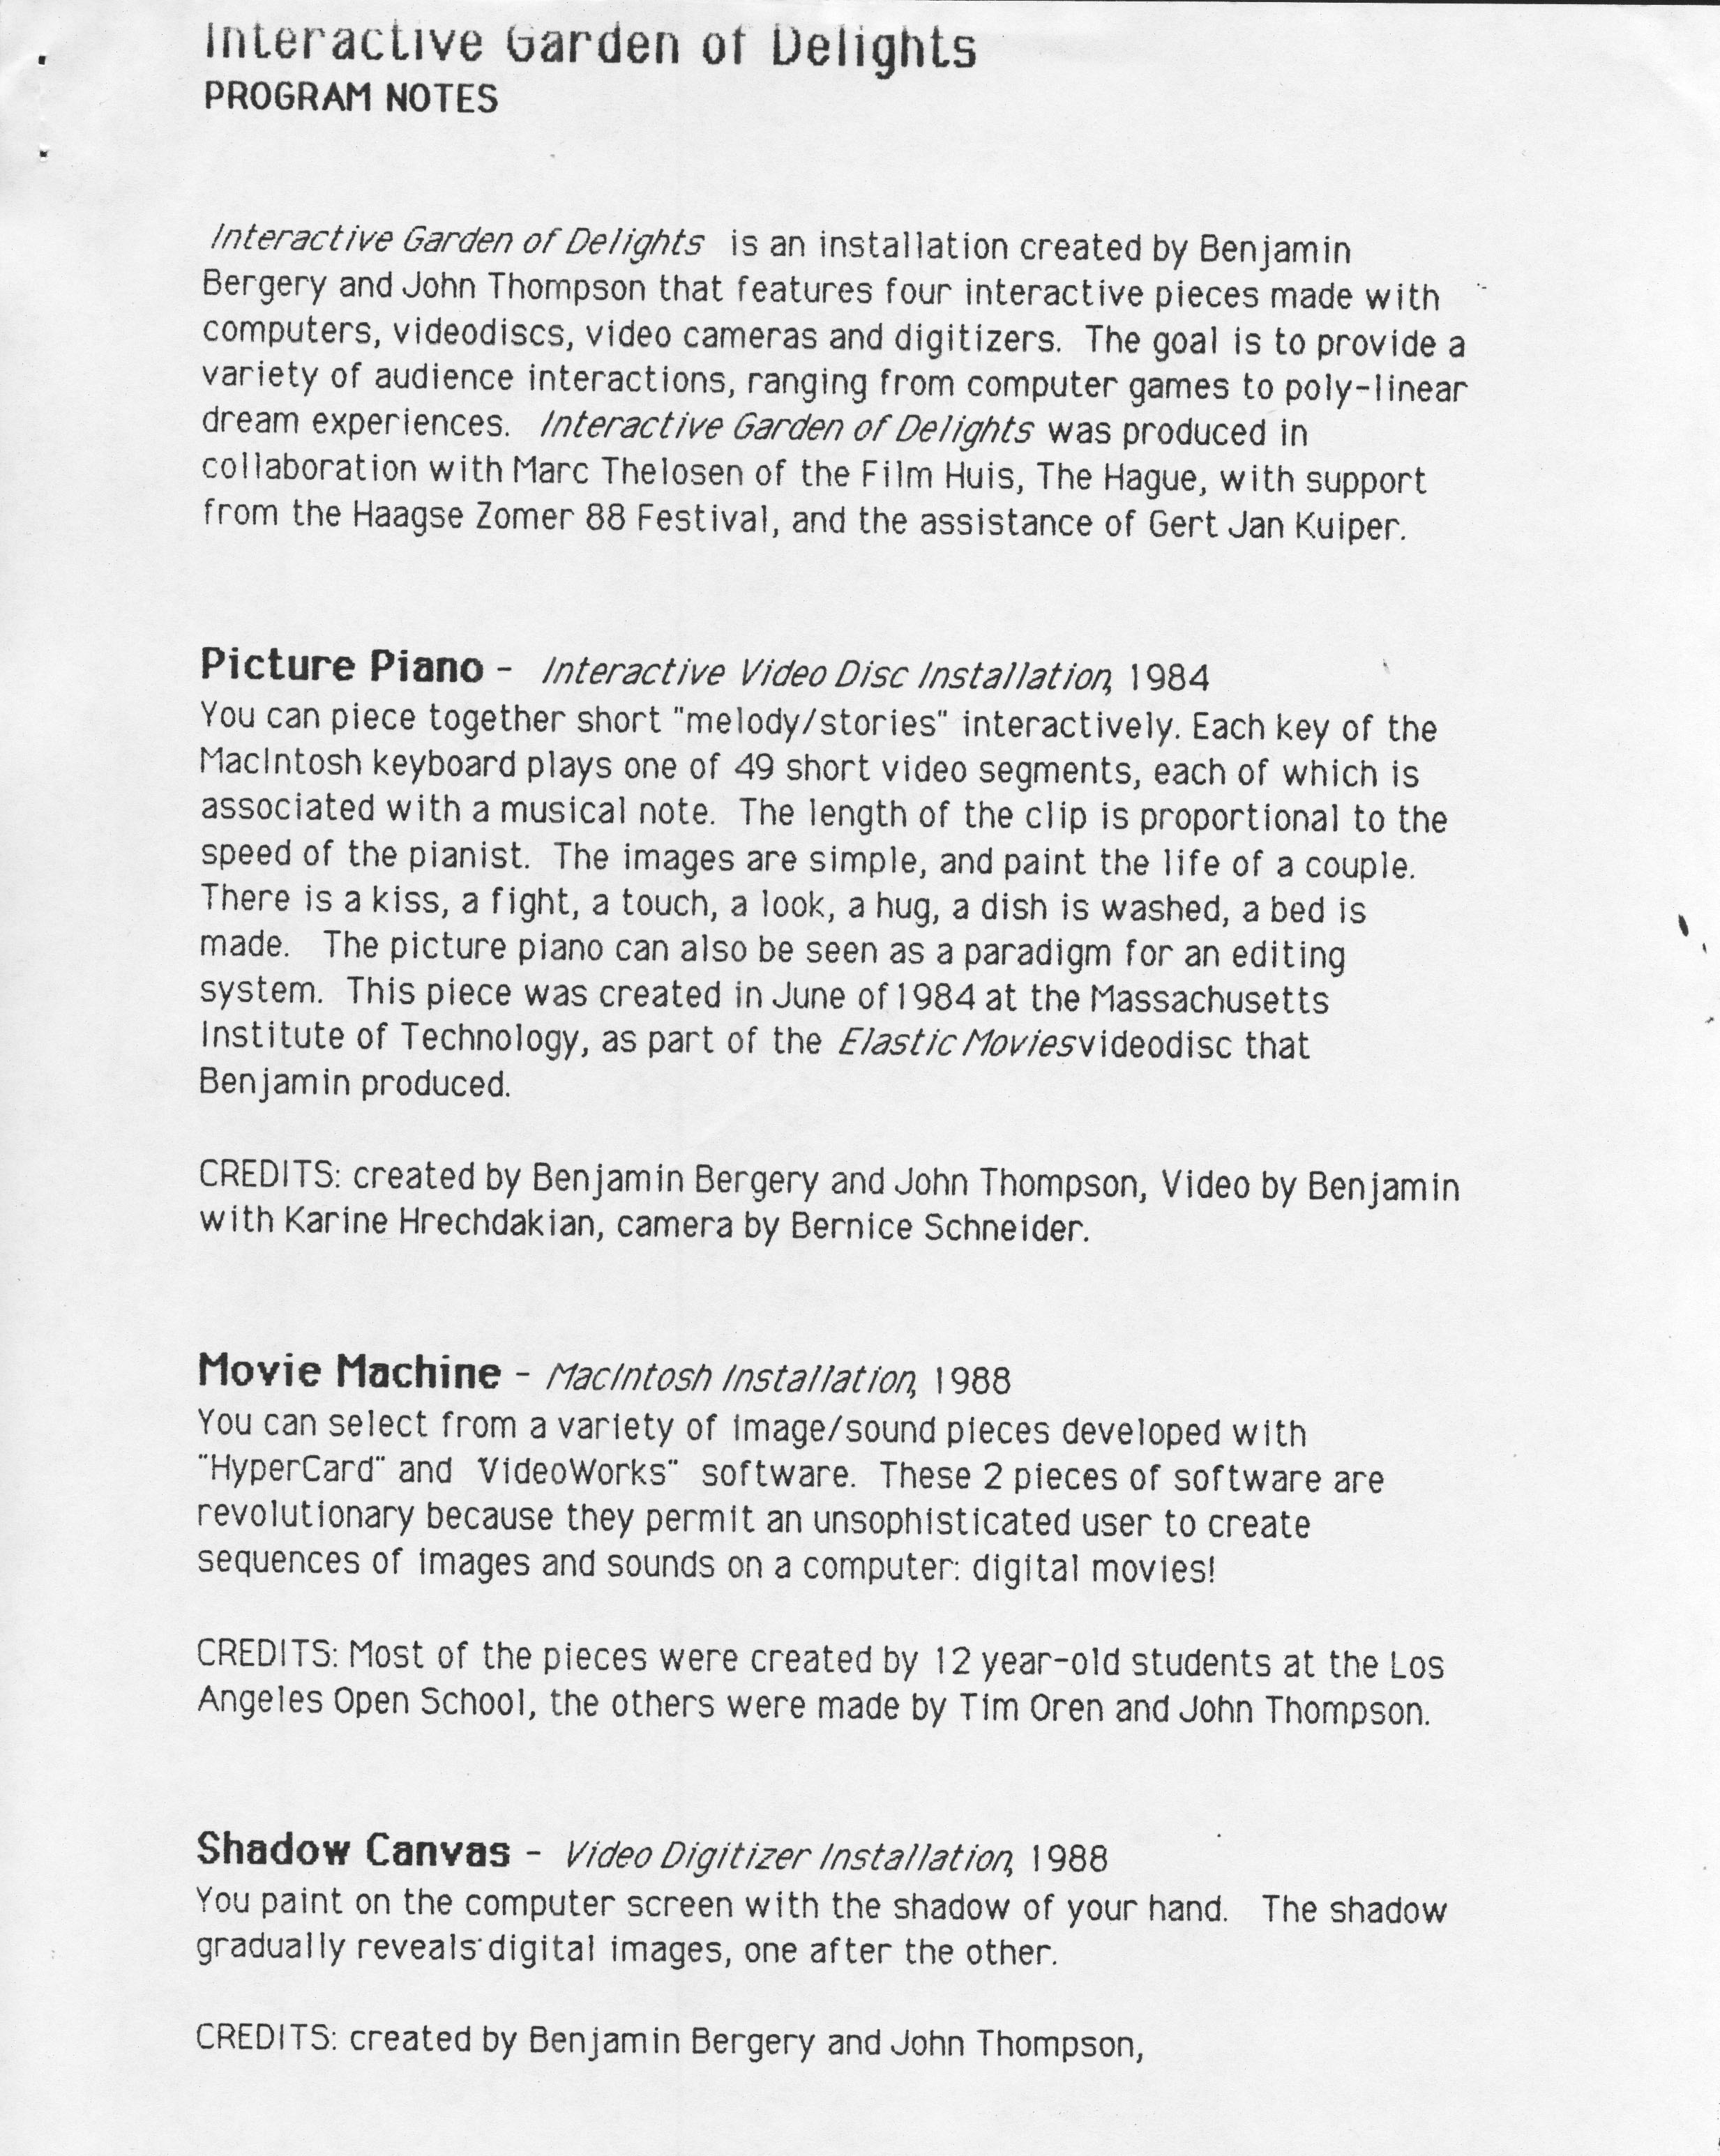 Interactive Garden of Delights
PROGRAM NOTES
Interactive Garden of Delights is an installation created by Benjamin
Bergery and John Thompson that features four interactive pieces made with
computers, videodiscs, video cameras and digitizers. The goal is to provide a
variety of audience interactions, ranging from computer games to poly-linear
dream experiences. Interactive Garden of Delights was produced in
collaboration with Marc Thelosen of the Film Huis, The Hague, with support
from the Haagse Zomer 88 Festival, and the assistance of Gert Jan Kuiper.
Picture Piano - Interactive Video Disc Installation, 1984
You can piece together short "melody/stories" interactively. Each key of the
MacIntosh keyboard plays one of 49 short video segments, each of which is
associated with a musical note. The length of the clip is proportional to the
speed of the pianist. The images are simple, and paint the life of a couple.
There is a kiss, a fight, a touch, a look, a hug, a dish is washed, a bed is
made. The picture piano can also be seen as a paradigm for an editing
system. This piece was created in June of 1984 at the Massachusetts
Institute of Technology, as part of the Elastic Movies videodisc that
Benjamin produced.
CREDITS: created by Benjamin Bergery and John Thompson, Video by Benjamin
with Karine Hrechdakian, camera by Bernice Schneider.
Movie Machine - MacIntosh Installation, 1988
You can select from a variety of image/sound pieces developed with
"HyperCard" and VideoWorks" software. These 2 pieces of software are
revolutionary because they permit an unsophisticated user to create
sequences of images and sounds on a computer: digital movies!
CREDITS: Most of the pieces were created by 12 year-old students at the Los
Angeles Open School, the others were made by Tim Oren and John Thompson.
Shadow Canvas - Video Digitizer Installation, 1988
You paint on the computer screen with the shadow of your hand. The shadow
gradually reveals digital images, one after the other.
CREDITS: created by Benjamin Bergery and John Thompson,